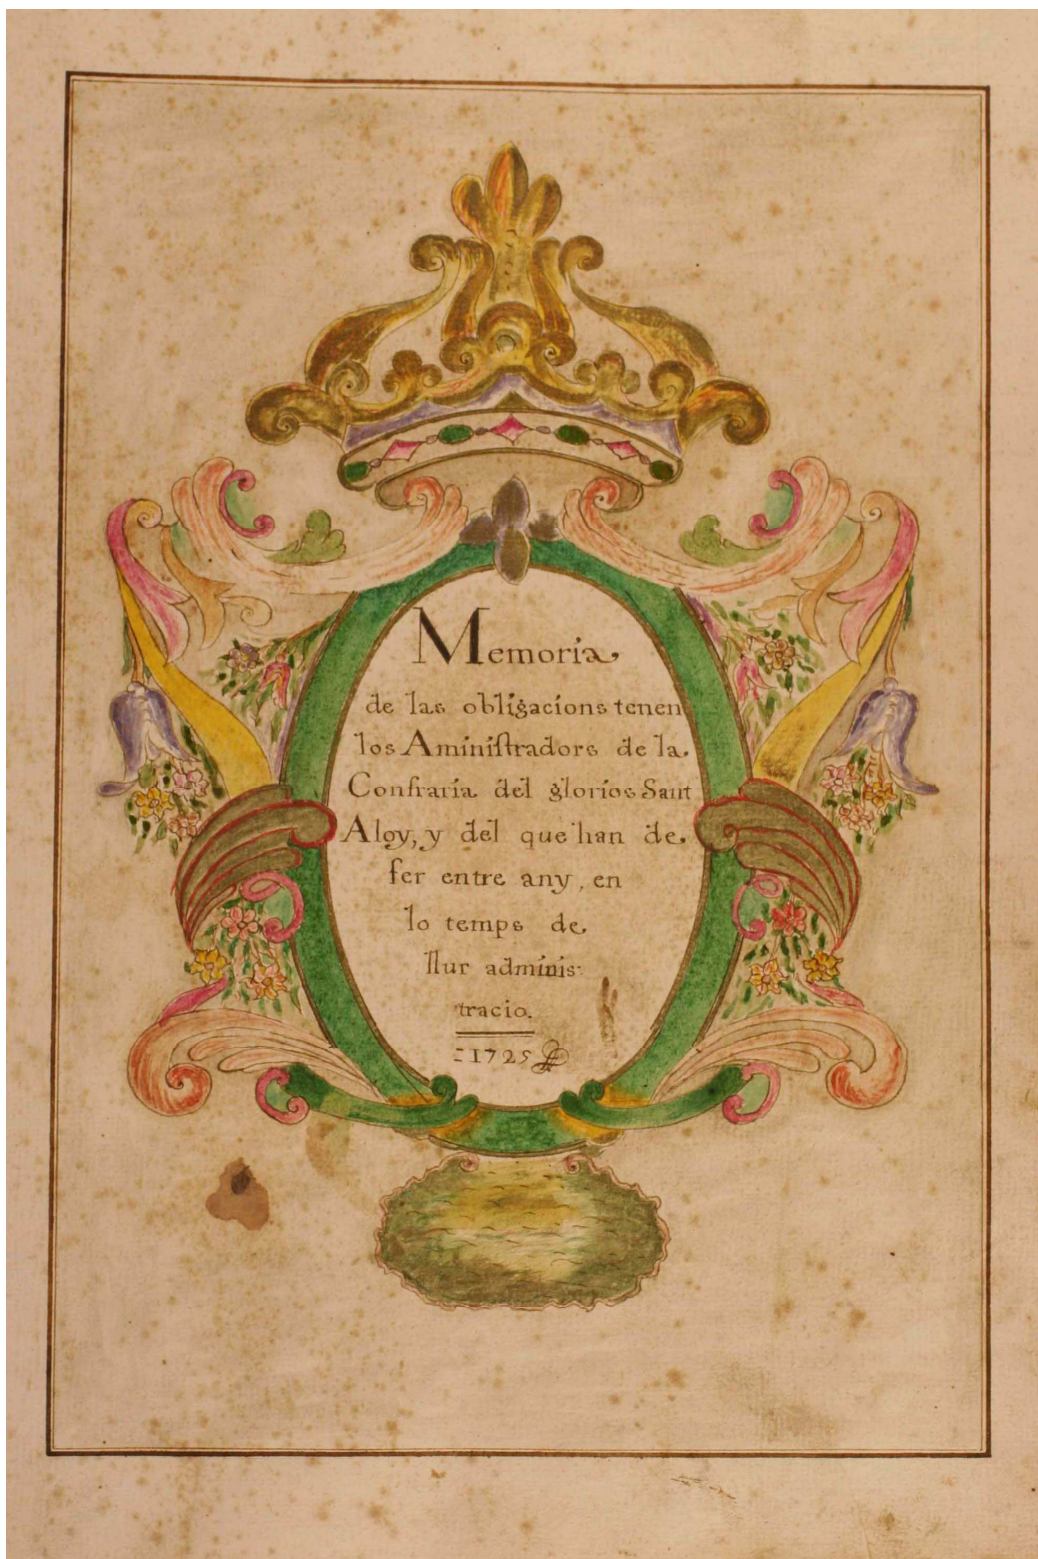 Memoria
de las obligacions tenen
los Aministradors de la
Confraria del glorios Sant
Aloy, y del que han de
fer entre any, en
lo temps de
llur adminis-
tracio.
1725